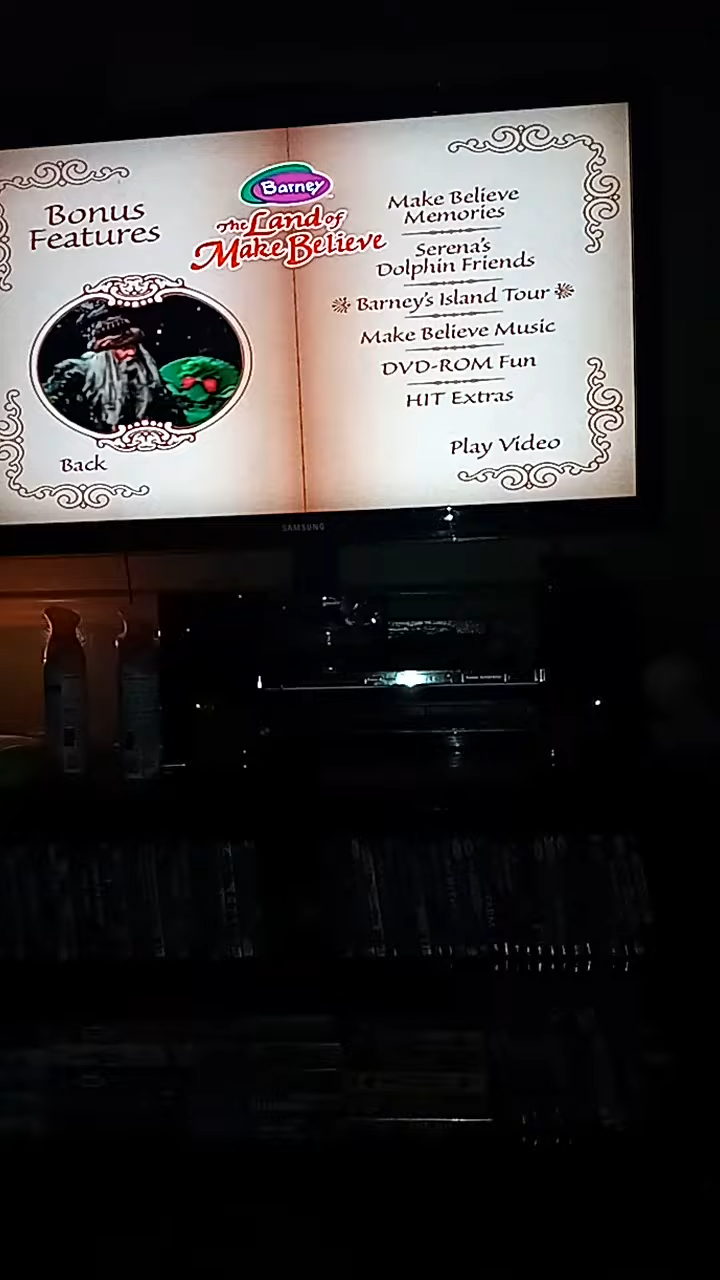 Bonus
Features
Barney
The Land of
Make Believe
Make Believe
Memories
Serena's
Dolphin Friends
Barney's Island Tour
Make Believe Music
DVD-ROM Fun
HIT Extras
Play Video
Back
SAMSUNG